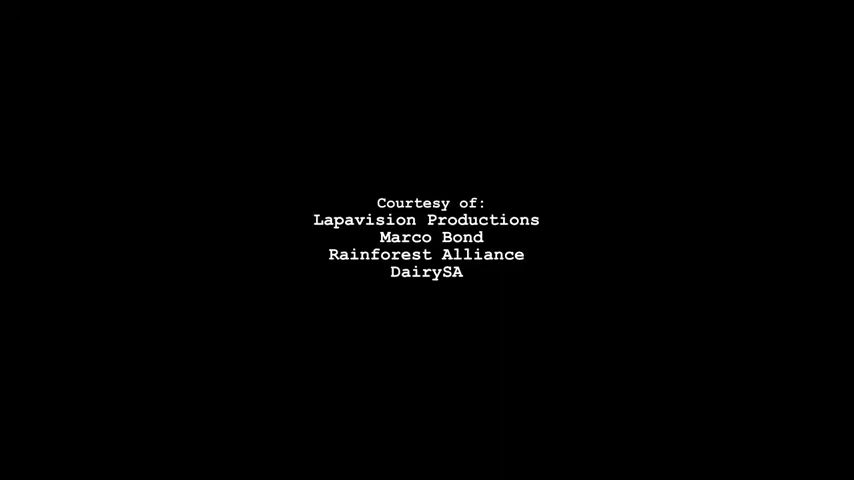 Courtesy of:
Lapavision Productions
Marco Bond
Rainforest Alliance
DairySA